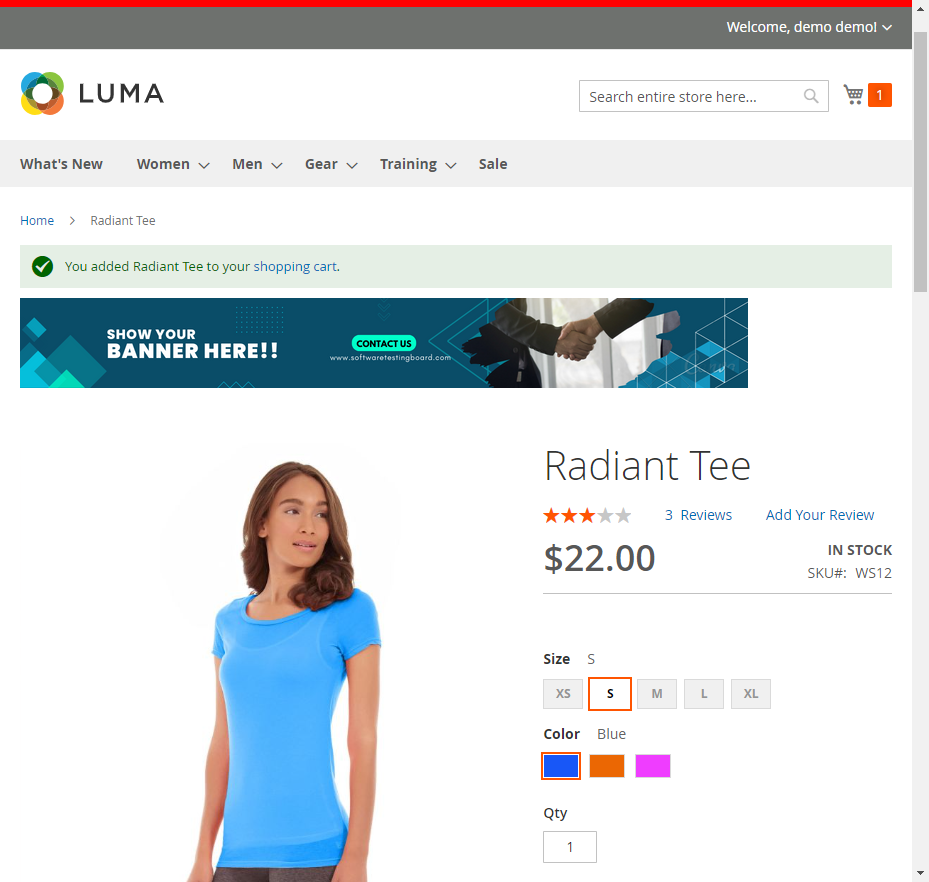 Welcome, demo demo!
LUMA
Search entire store here...
1
What's New Women Men Gear Training Sale
Home Radiant Tee
You added Radiant Tee to your shopping cart.
SHOW YOUR
BANNER HERE!!
CONTACT US
www.softwaretestingboard.com
Radiant Tee
3 Reviews Add Your Review
$22.00
IN STOCK
SKU#: WS12
Size S
XS S M L XL
Color Blue
Qty
1